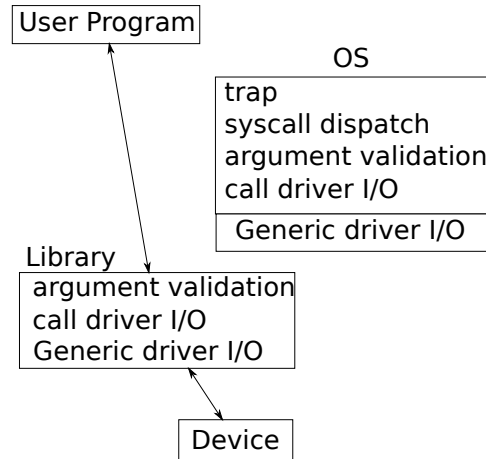 User Program
OS
trap
syscall dispatch
argument validation
call driver I/O
Generic driver I/O
Library
argument validation
call driver I/O
Generic driver I/O
Device